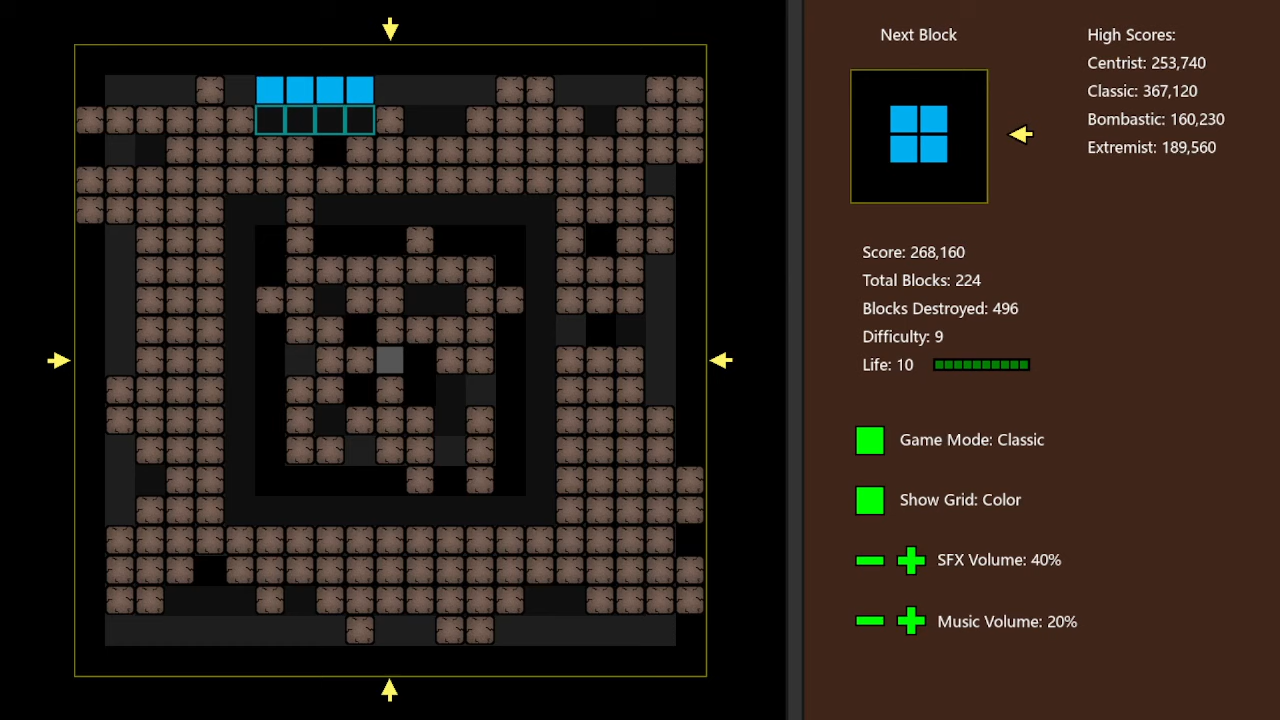 Next Block
High Scores:
Centrist: 253,740
Classic: 367,120
Bombastic: 160,230
Extremist: 189,560
Score: 268,160
Total Blocks: 224
Blocks Destroyed: 496
Difficulty: 9
Life: 10
Game Mode: Classic
Show Grid: Color
SFX Volume: 40%
Music Volume: 20%